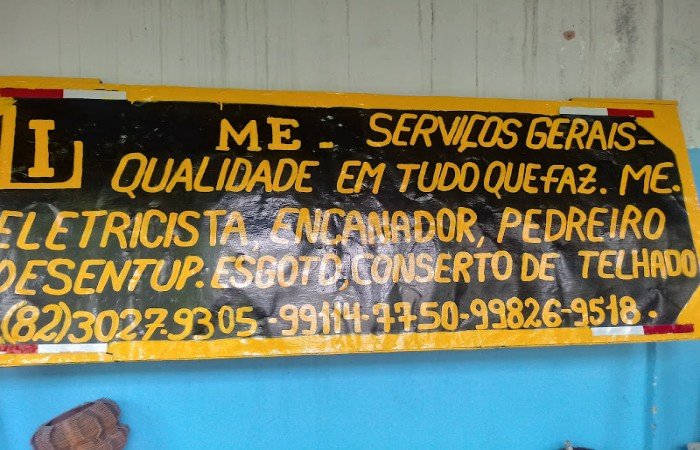 I ME - SERVIÇOS GERAIS-
QUALIDADE EM TUDO QUE FAZ. ME.
ELETRICISTA, ENCANADOR, PEDREIRO
DESENTUP. ESGOTO, CONSERTO DE TELHADO
(82)3027-9305-99114-7750-99826-9518.